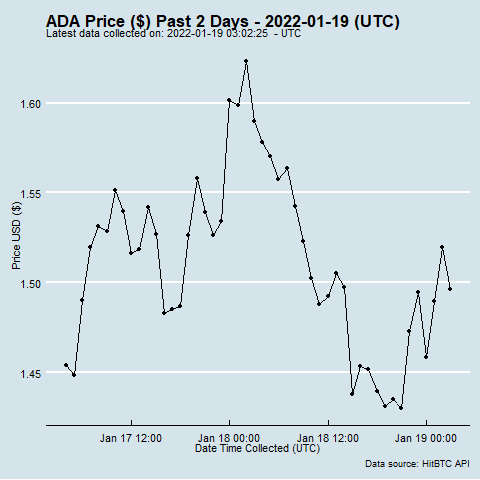 ADA Price ($) Past 2 Days - 2022-01-19 (UTC)
Latest data collected on: 2022-01-19 03:02:25  - UTC
1.60
1.55
1.50
1.45
Price USD ($)
Jan 17 12:00
Jan 18 00:00
Jan 18 12:00
Jan 19 00:00
Date Time Collected (UTC)
Data source: HitBTC API